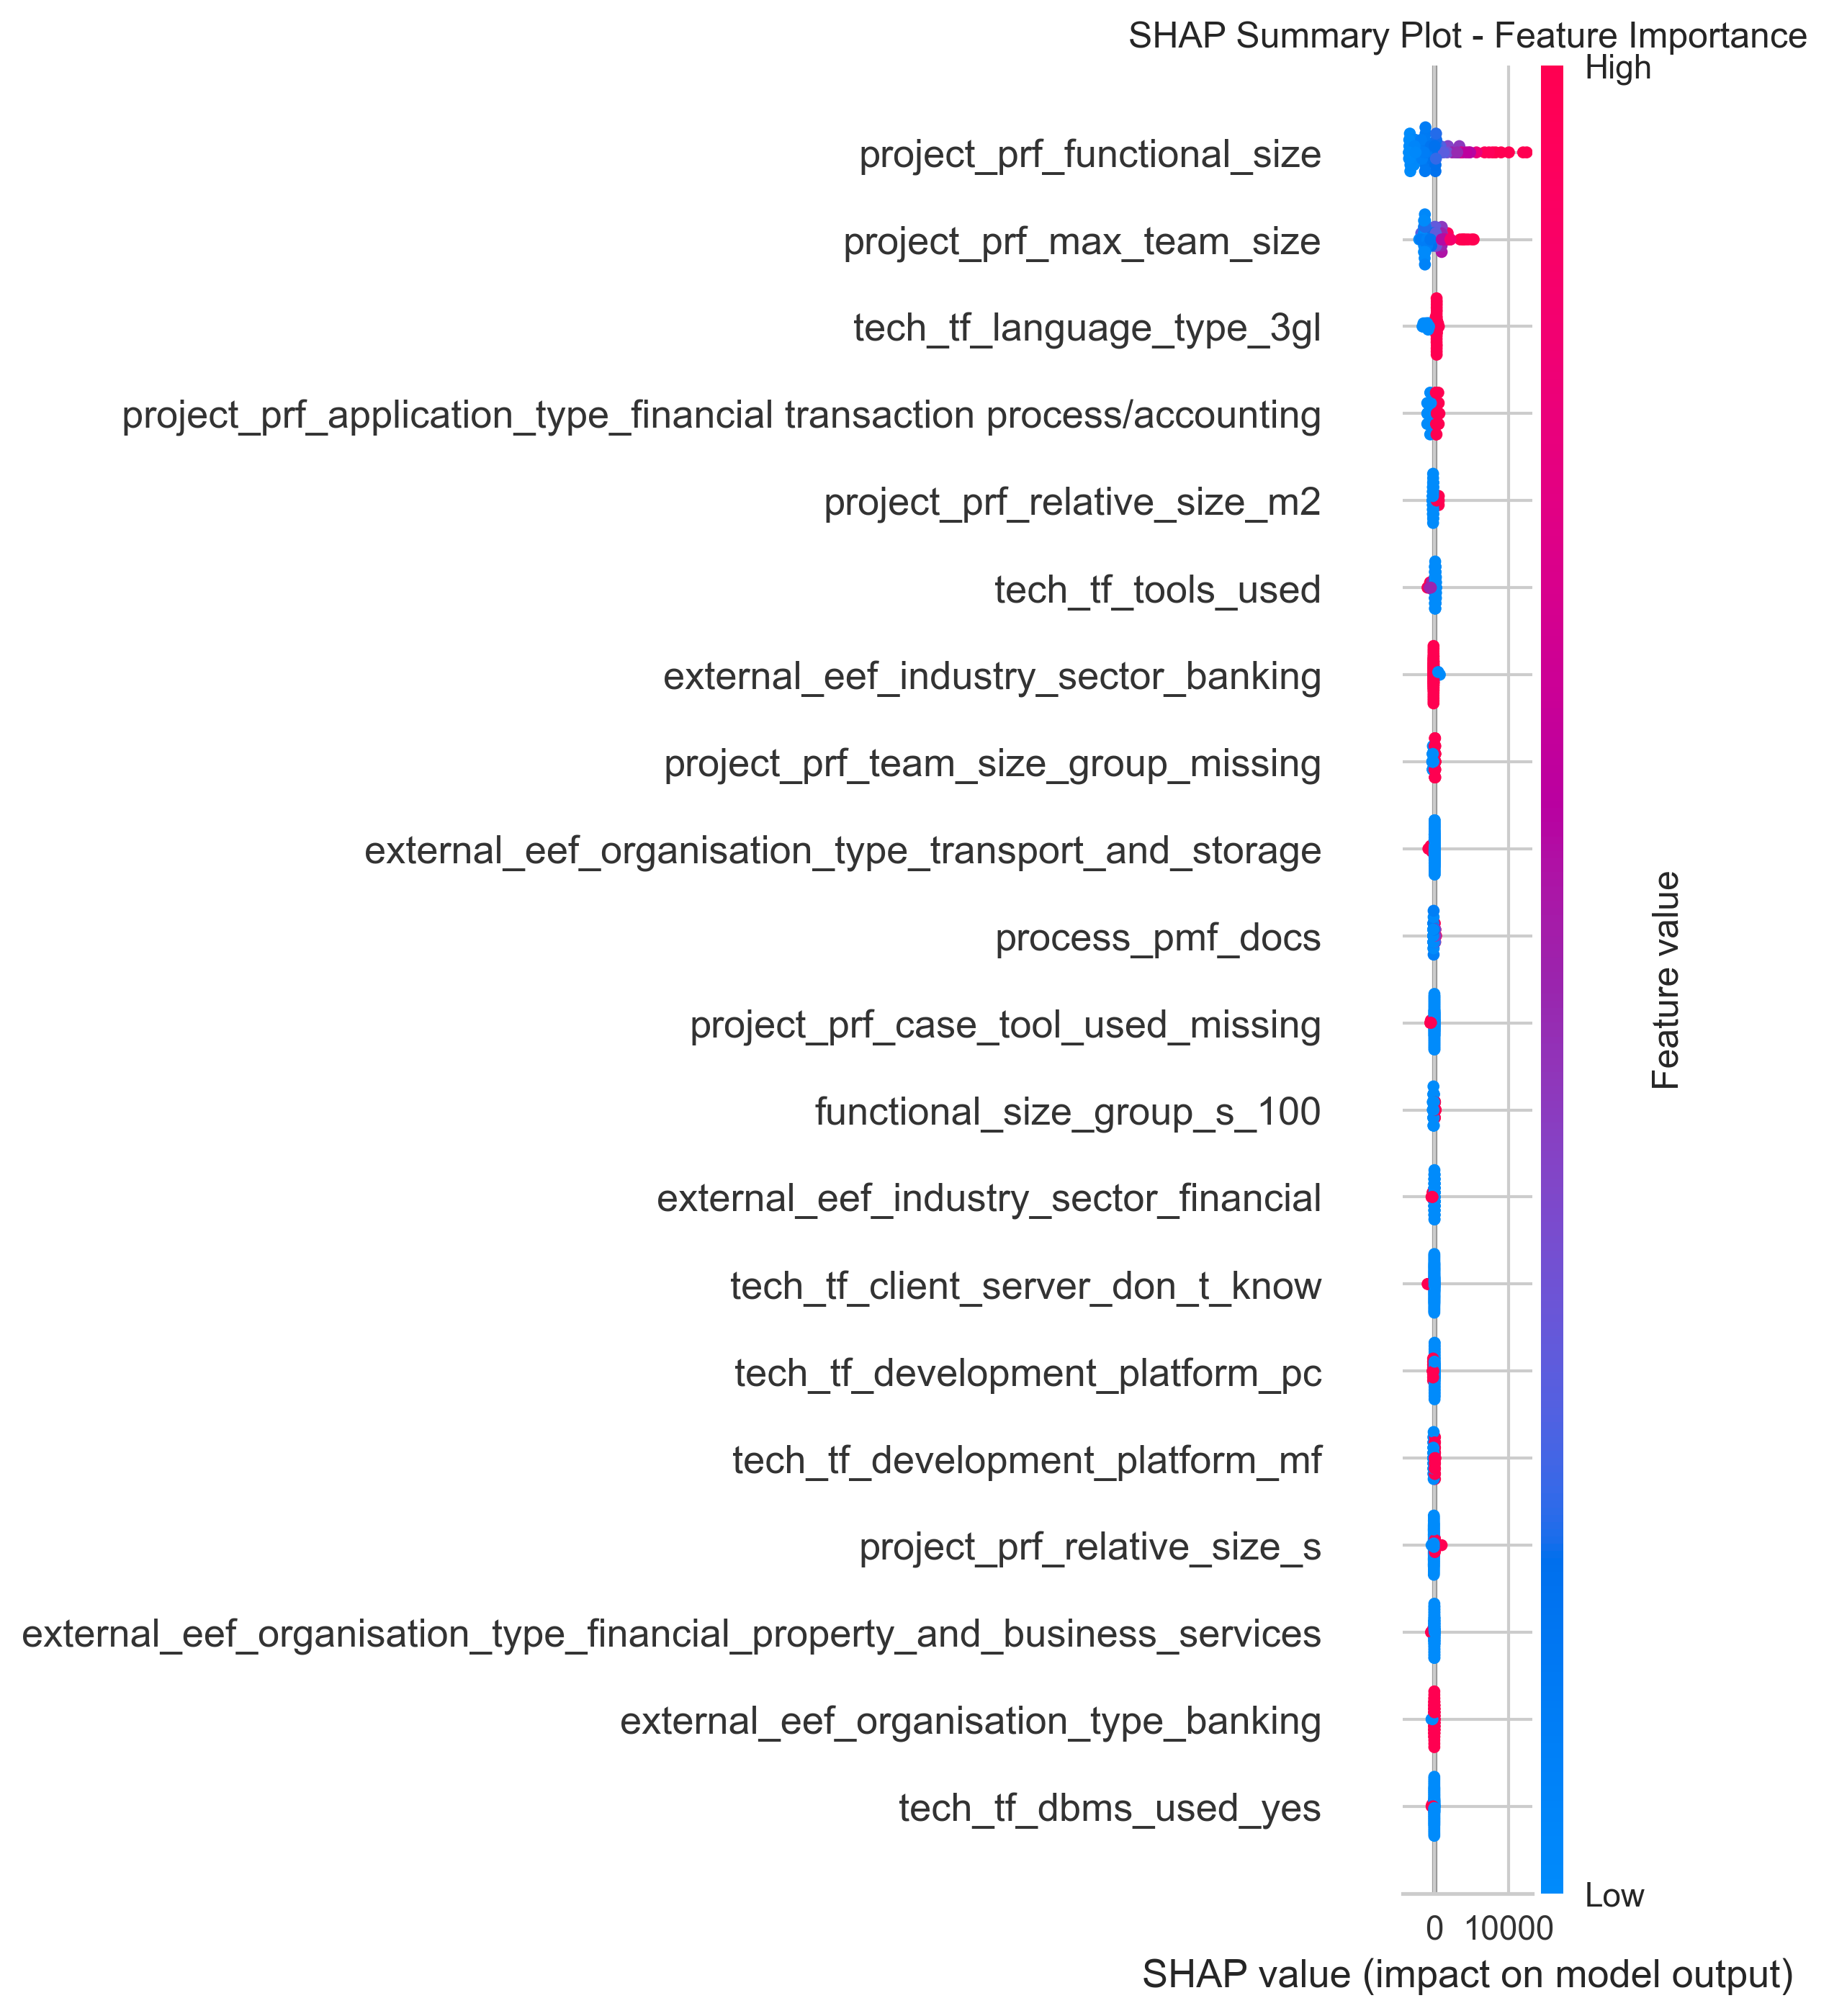 SHAP Summary Plot - Feature Importance
High
project_prf_functional_size
project_prf_max_team_size
tech_tf_language_type_3gl
project_prf_application_type_financial transaction process/accounting
project_prf_relative_size_m2
tech_tf_tools_used
external_eef_industry_sector_banking
project_prf_team_size_group_missing
external_eef_organisation_type_transport_and_storage
process_pmf_docs
project_prf_case_tool_used_missing
functional_size_group_s_100
external_eef_industry_sector_financial
tech_tf_client_server_don_t_know
tech_tf_development_platform_pc
tech_tf_development_platform_mf
project_prf_relative_size_s
external_eef_organisation_type_financial_property_and_business_services
external_eef_organisation_type_banking
tech_tf_dbms_used_yes
Feature value
Low
0 10000
SHAP value (impact on model output)